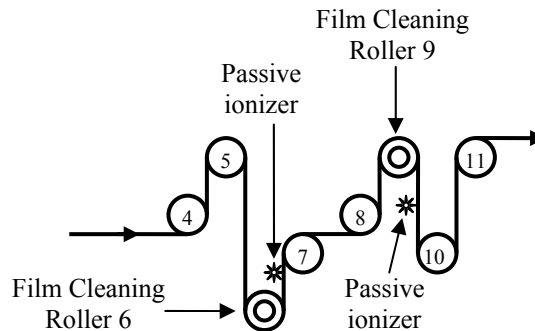 Film Cleaning
Roller 9
Passive
ionizer
5
11
4
8
7
10
Film Cleaning
Roller 6
Passive
ionizer